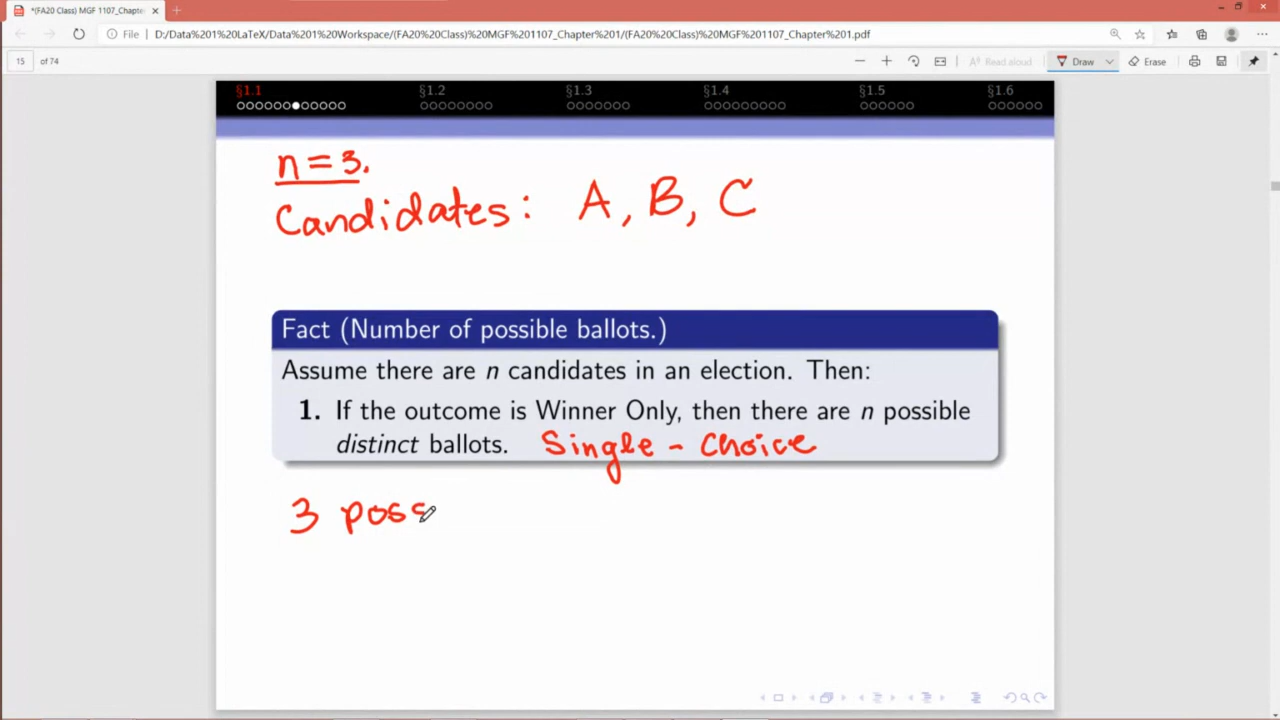 *(FA20 Class) MGF 1107_Chapte
File D:/Data%201%20LaTeX/Data%201%20Workspace/(FA20%20Class)%20MGF%201107_Chapter%201/(FA20%20Class)%20MGF%201107_Chapter%201.pdf
15 of 74 Read aloud Draw Erase
§1.1 §1.2 §1.3 §1.4 §1.5 §1.6
n = 3.
Candidates: A, B, C
Fact (Number of possible ballots.)
Assume there are n candidates in an election. Then:
1. If the outcome is Winner Only, then there are n possible
distinct ballots. Single - Choice
3 poss